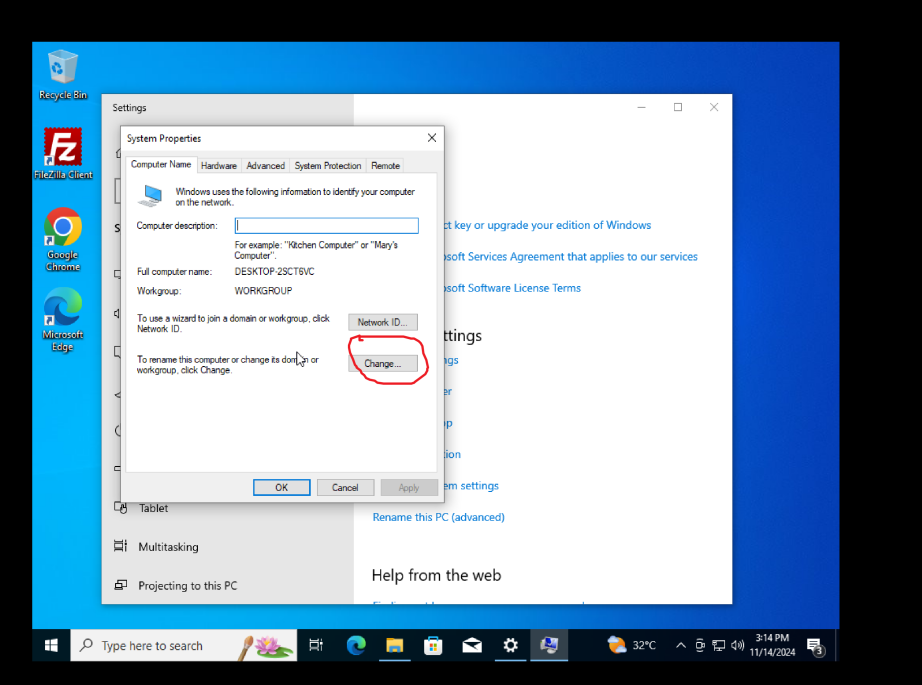 Recycle Bin
FileZilla Client
Google
Chrome
Microsoft
Edge
Settings
System Properties
Computer Name
Hardware
Advanced
System Protection
Remote
Windows uses the following information to identify your computer
on the network.
Computer description:
For example: "Kitchen Computer" or "Mary's
Computer".
Full computer name:
DESKTOP-2SCT6VC
Workgroup:
WORKGROUP
To use a wizard to join a domain or workgroup, click
Network ID.
Network ID...
To rename this computer or change its domain or
workgroup, click Change.
Change...
OK
Cancel
Apply
S
ct key or upgrade your edition of Windows
osoft Services Agreement that applies to our services
osoft Software License Terms
ttings
ngs
er
op
tion
em settings
Rename this PC (advanced)
Help from the web
Tablet
Multitasking
Projecting to this PC
Type here to search
32°C
3:14 PM
11/14/2024
3